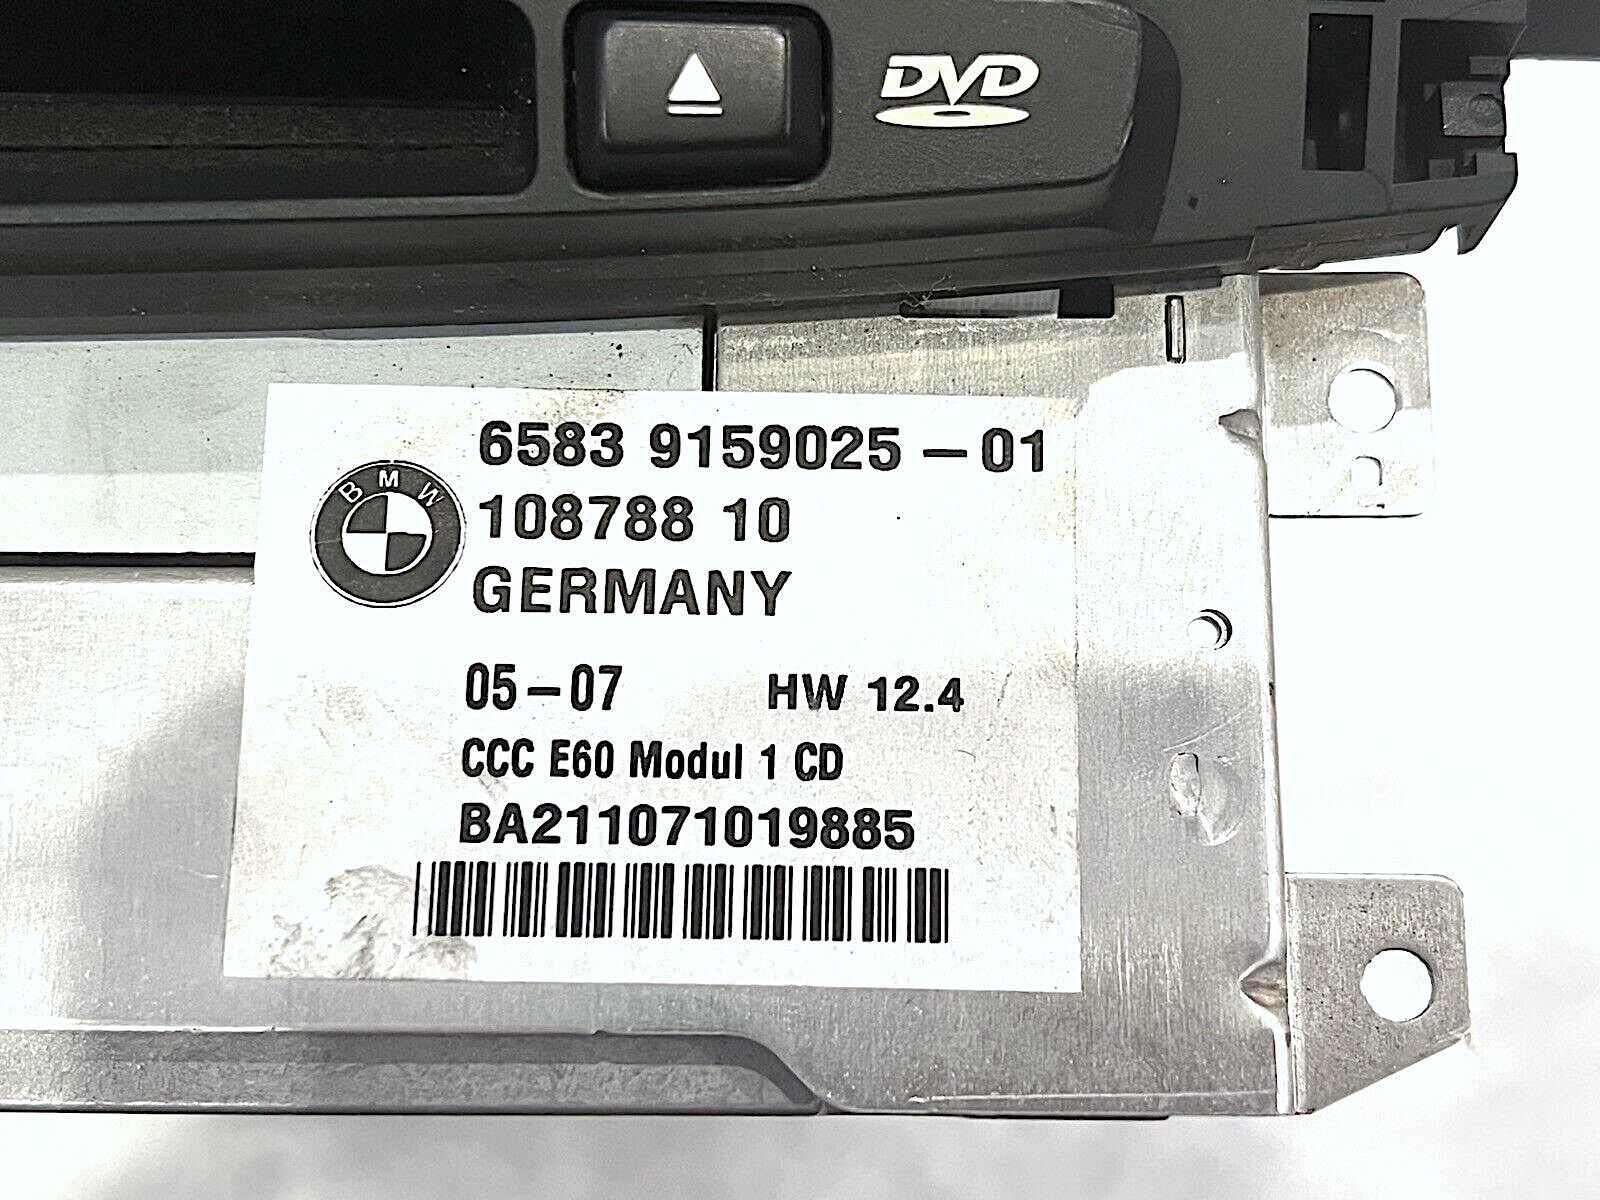 DVD
6583 9159025-01
BMW
108788 10
GERMANY
05-07 HW 12.4
CCC E60 Modul 1 CD
BA211071019885